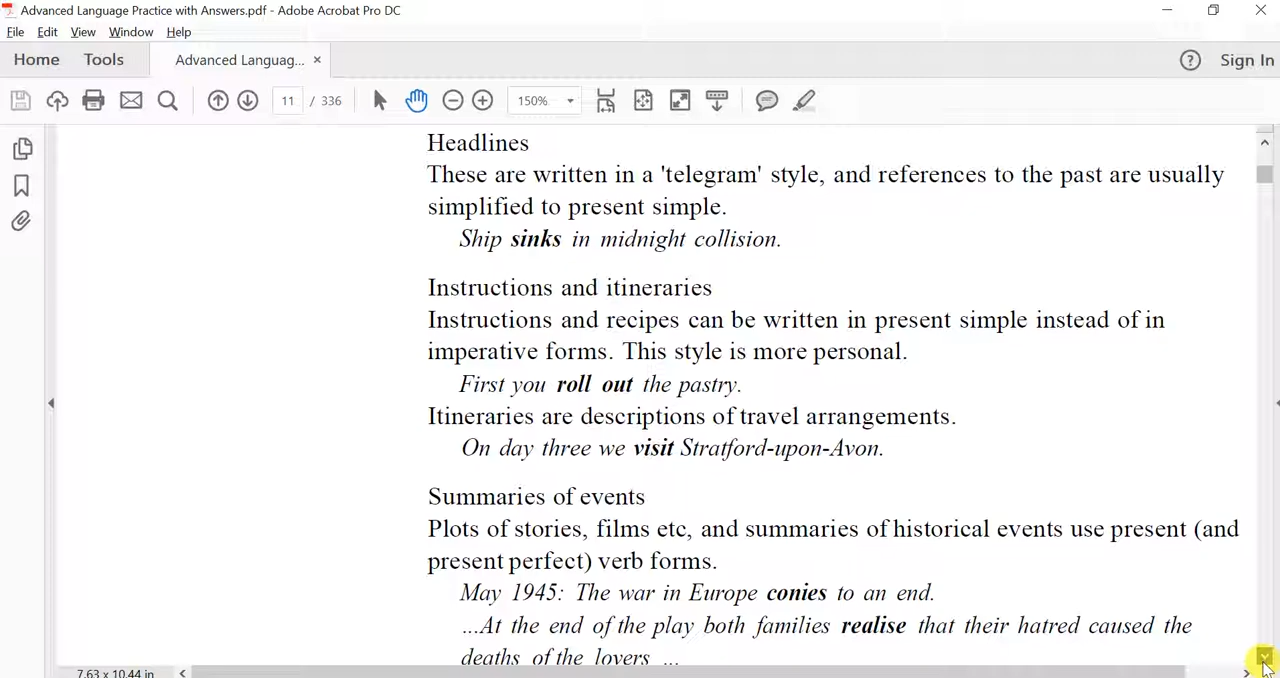 Advanced Language Practice with Answers.pdf - Adobe Acrobat Pro DC
File Edit View Window Help
Home Tools Advanced Languag... × ? Sign In
11 / 336 150%
Headlines
These are written in a 'telegram' style, and references to the past are usually
simplified to present simple.
Ship sinks in midnight collision.
Instructions and itineraries
Instructions and recipes can be written in present simple instead of in
imperative forms. This style is more personal.
First you roll out the pastry.
Itineraries are descriptions of travel arrangements.
On day three we visit Stratford-upon-Avon.
Summaries of events
Plots of stories, films etc, and summaries of historical events use present (and
present perfect) verb forms.
May 1945: The war in Europe conies to an end.
...At the end of the play both families realise that their hatred caused the
deaths of the lovers ...
7.63 x 10.44 in